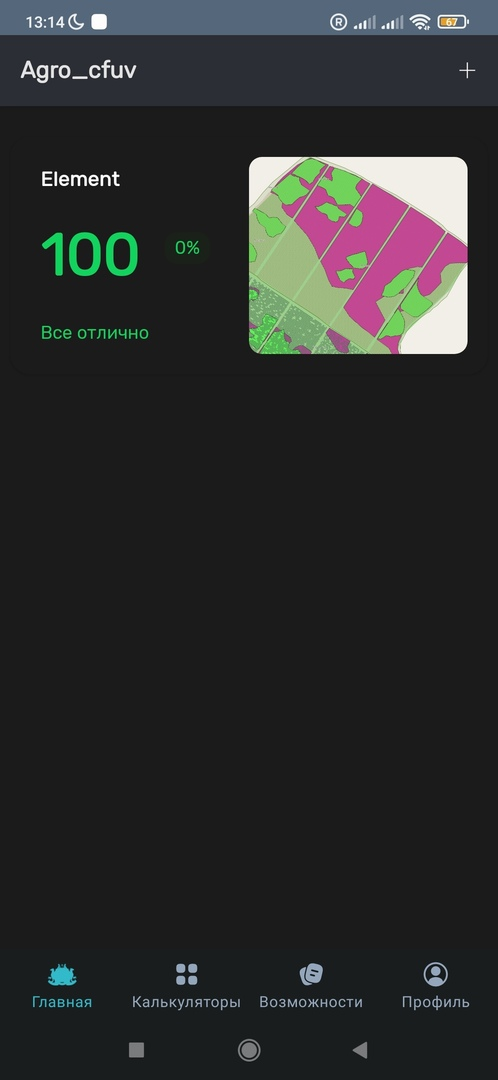 13:14 R 67
Agro_cfuv
Element
100 0%
Все отлично
Главная Калькуляторы Возможности Профиль